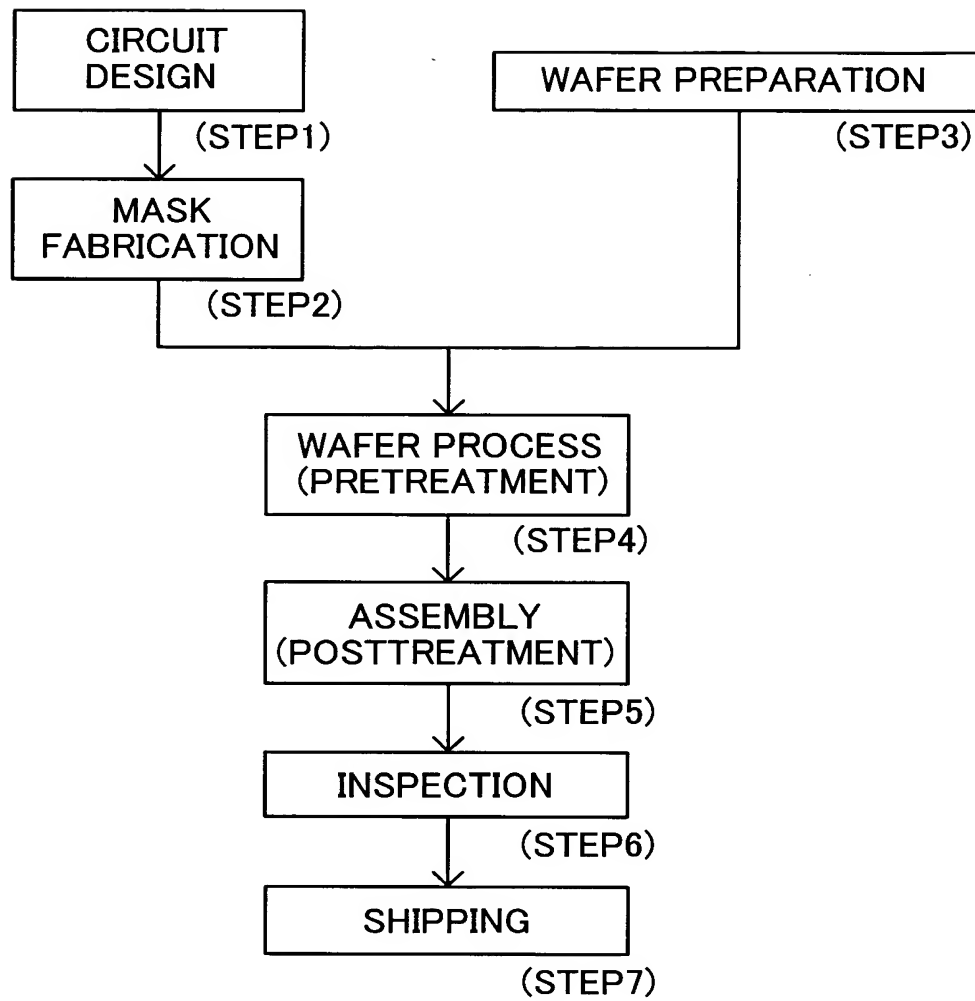 CIRCUIT
DESIGN
(STEP1)
WAFER PREPARATION
(STEP3)
MASK
FABRICATION
(STEP2)
WAFER PROCESS
(PRETREATMENT)
(STEP4)
ASSEMBLY
(POSTTREATMENT)
(STEP5)
INSPECTION
(STEP6)
SHIPPING
(STEP7)